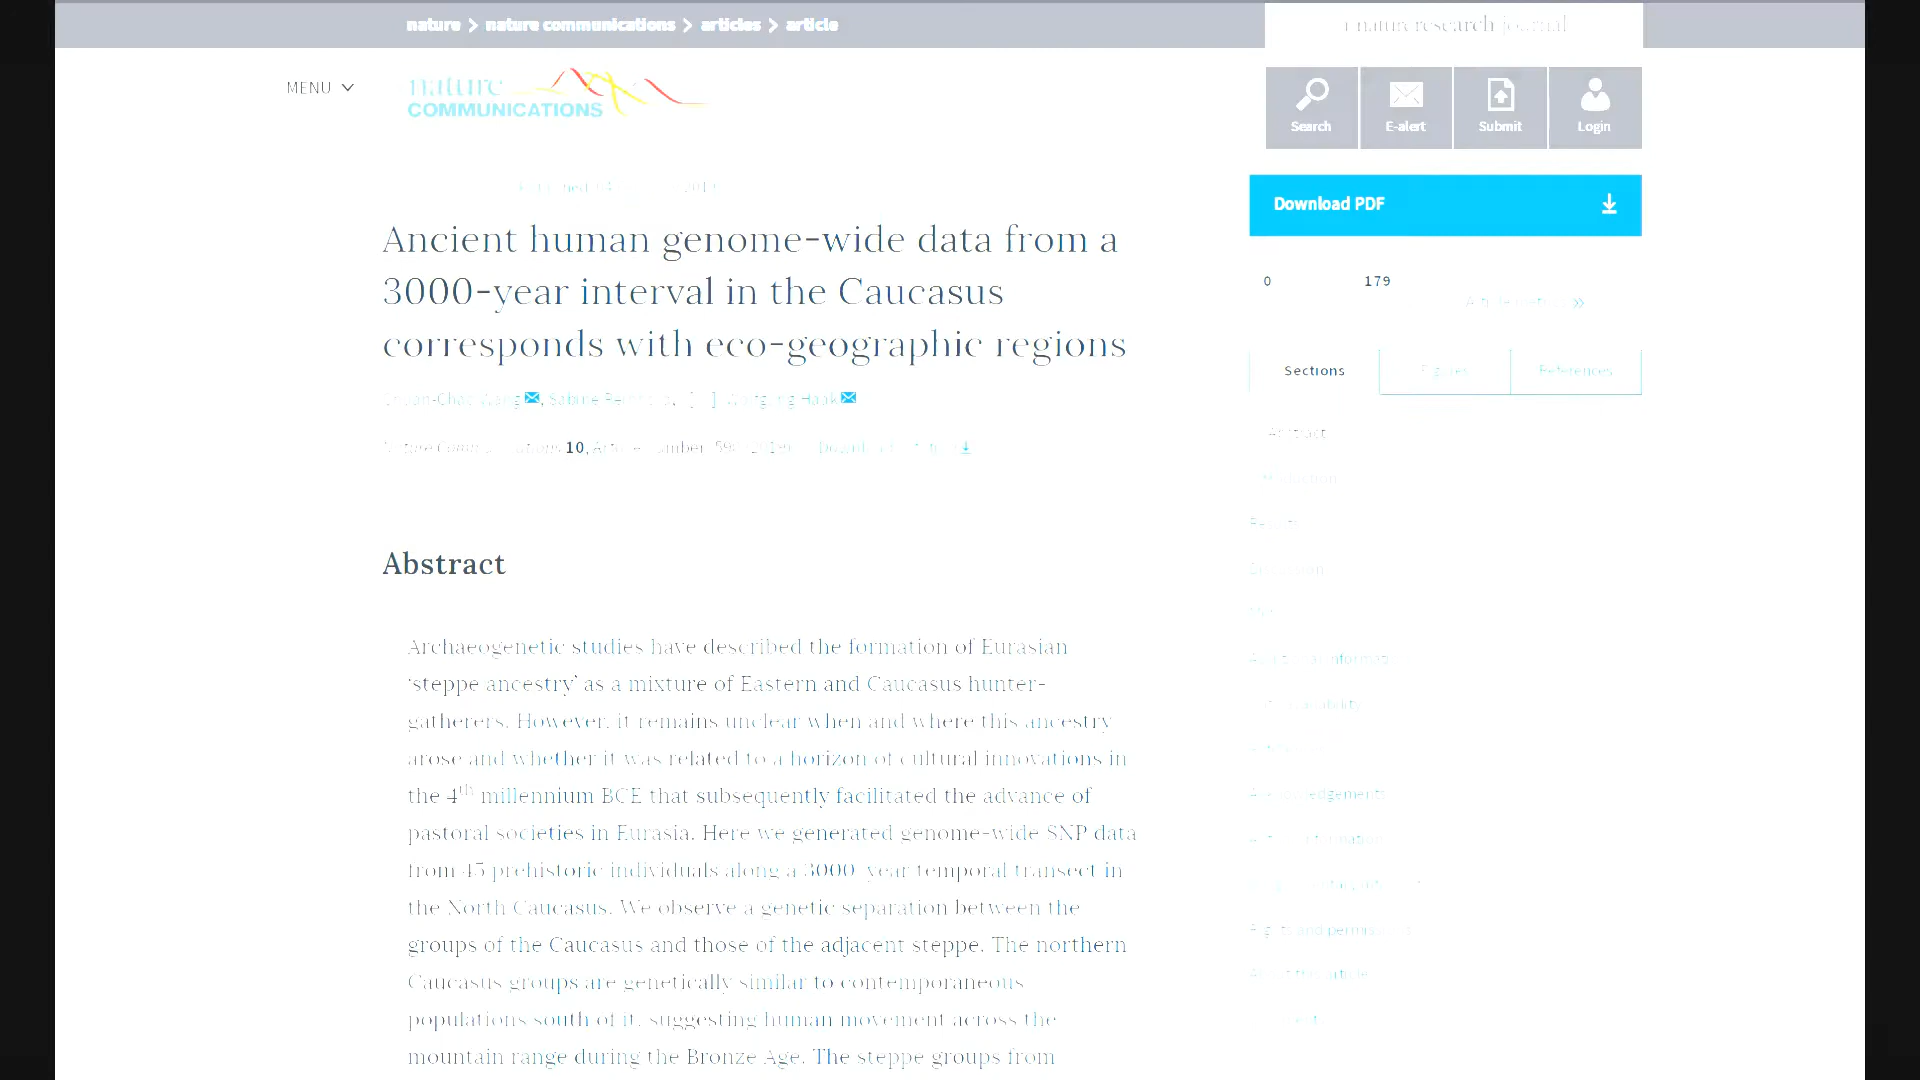 nature > nature communications > articles > article
a nature research journal
MENU
nature
COMMUNICATIONS
Search
E-alert
Submit
Login
Download PDF
Ancient human genome-wide data from a
3000-year interval in the Caucasus
corresponds with eco-geographic regions
0 179
Sections
Figures
References
10
Abstract
Archaeogenetic studies have described the formation of Eurasian
‘steppe ancestry’ as a mixture of Eastern and Caucasus hunter-
gatherers. However, it remains unclear when and where this ancestry
arose and whether it was related to a horizon of cultural innovations in
the 4th millennium BCE that subsequently facilitated the advance of
pastoral societies in Eurasia. Here we generated genome-wide SNP data
from 45 prehistoric individuals along a 3000-year temporal transect in
the North Caucasus. We observe a genetic separation between the
groups of the Caucasus and those of the adjacent steppe. The northern
Caucasus groups are genetically similar to contemporaneous
populations south of it, suggesting human movement across the
mountain range during the Bronze Age. The steppe groups from
Abstract